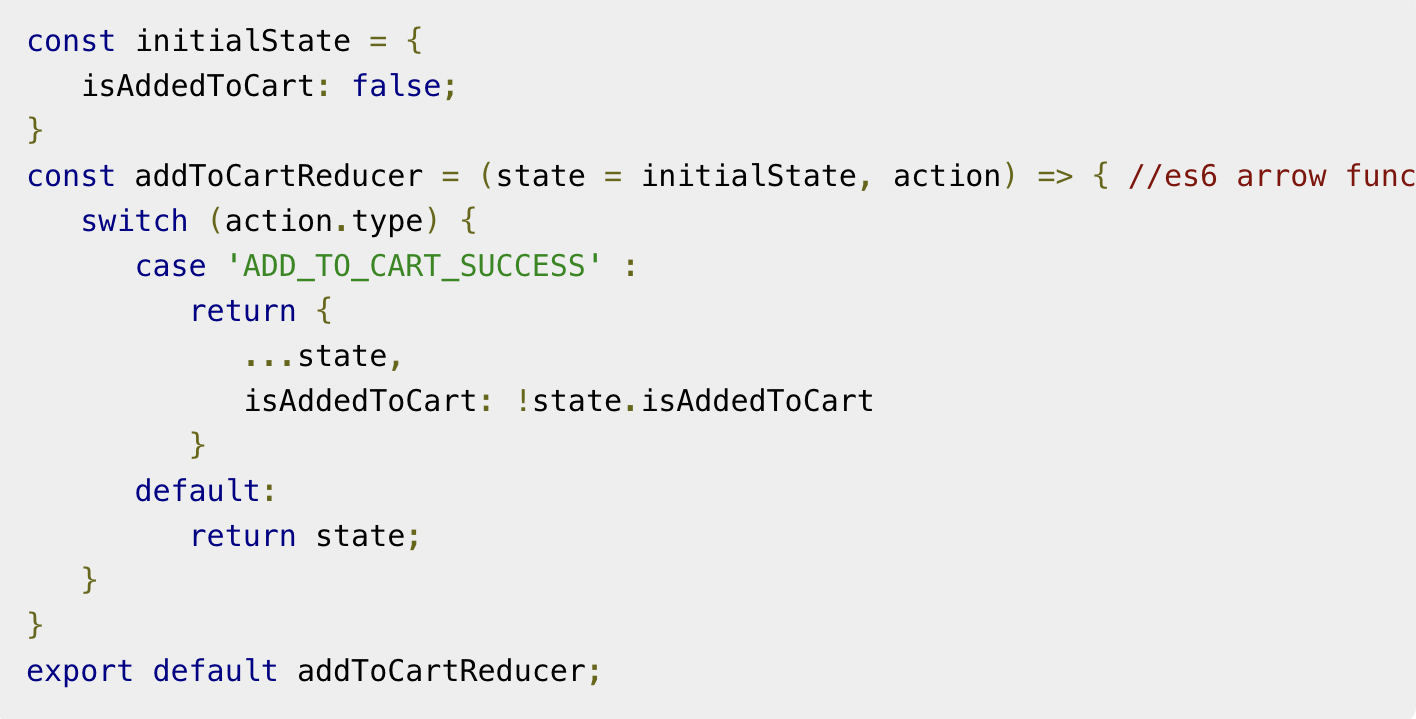 const initialState = {
   isAddedToCart: false;
}
const addToCartReducer = (state = initialState, action) => { //es6 arrow func
   switch (action.type) {
      case 'ADD_TO_CART_SUCCESS' :
         return {
            ...state,
            isAddedToCart: !state.isAddedToCart
         }
      default:
         return state;
   }
}
export default addToCartReducer;